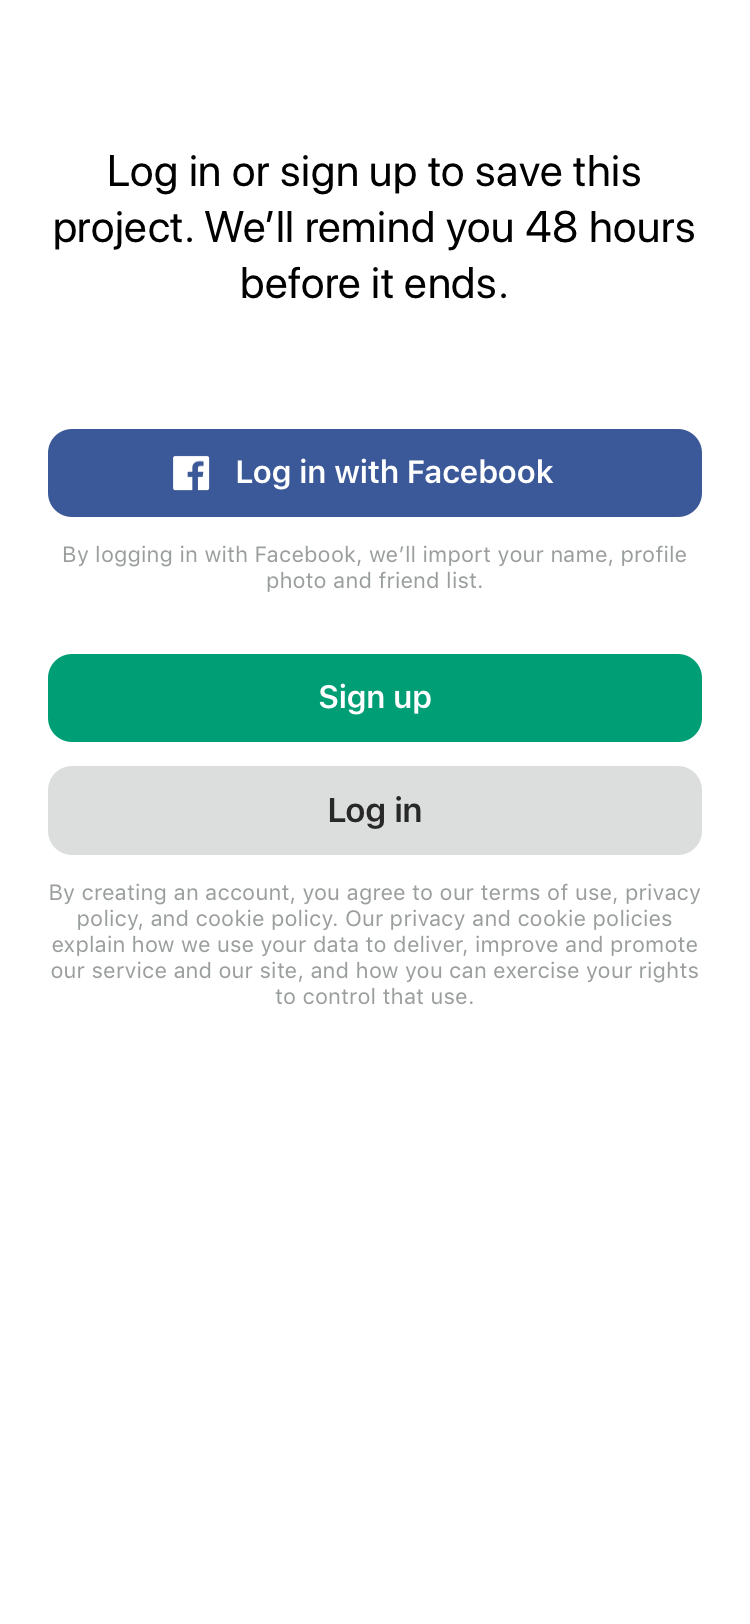 Log in or sign up to save this
project. We’ll remind you 48 hours
before it ends.
Log in with Facebook
By logging in with Facebook, we’ll import your name, profile
photo and friend list.
Sign up
Log in
By creating an account, you agree to our terms of use, privacy
policy, and cookie policy. Our privacy and cookie policies
explain how we use your data to deliver, improve and promote
our service and our site, and how you can exercise your rights
to control that use.